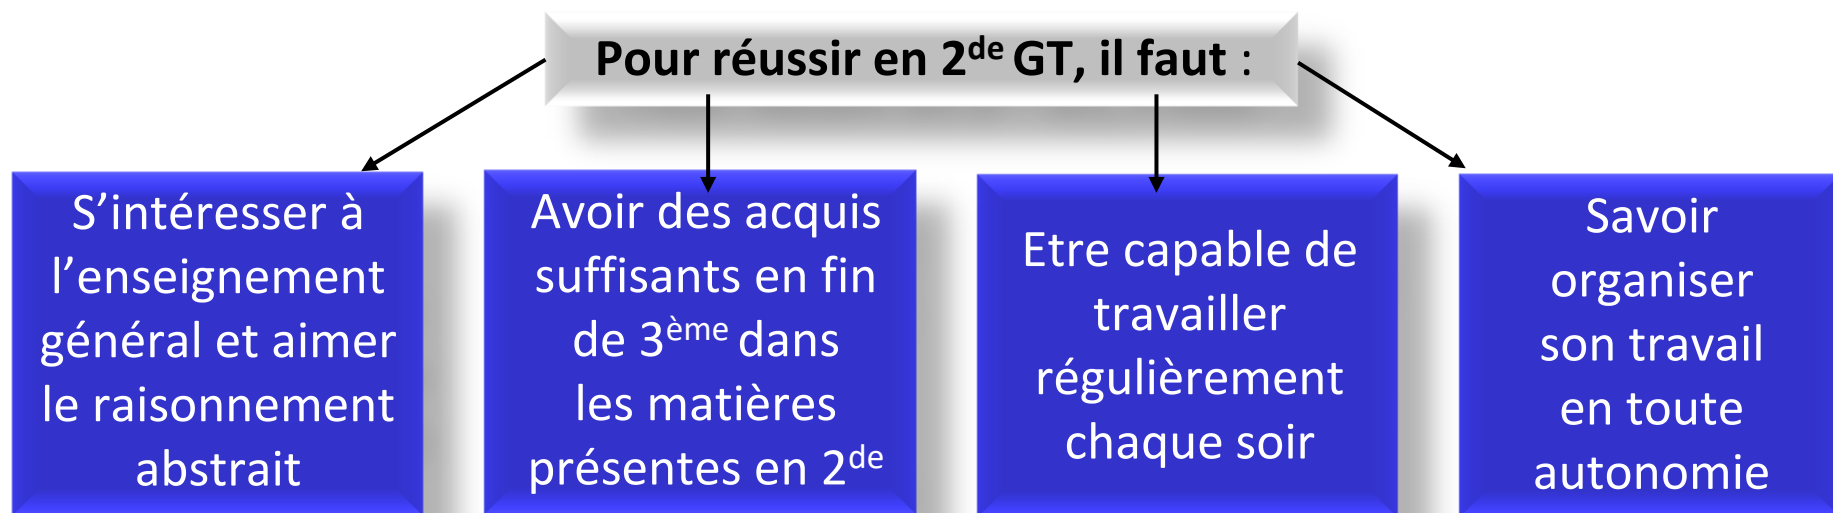 Pour réussir en 2de GT, il faut :
S’intéresser à
l’enseignement
général et aimer
le raisonnement
abstrait
Avoir des acquis
suffisants en fin
de 3ème dans
les matières
présentes en 2de
Etre capable de
travailler
régulièrement
chaque soir
Savoir
organiser
son travail
en toute
autonomie